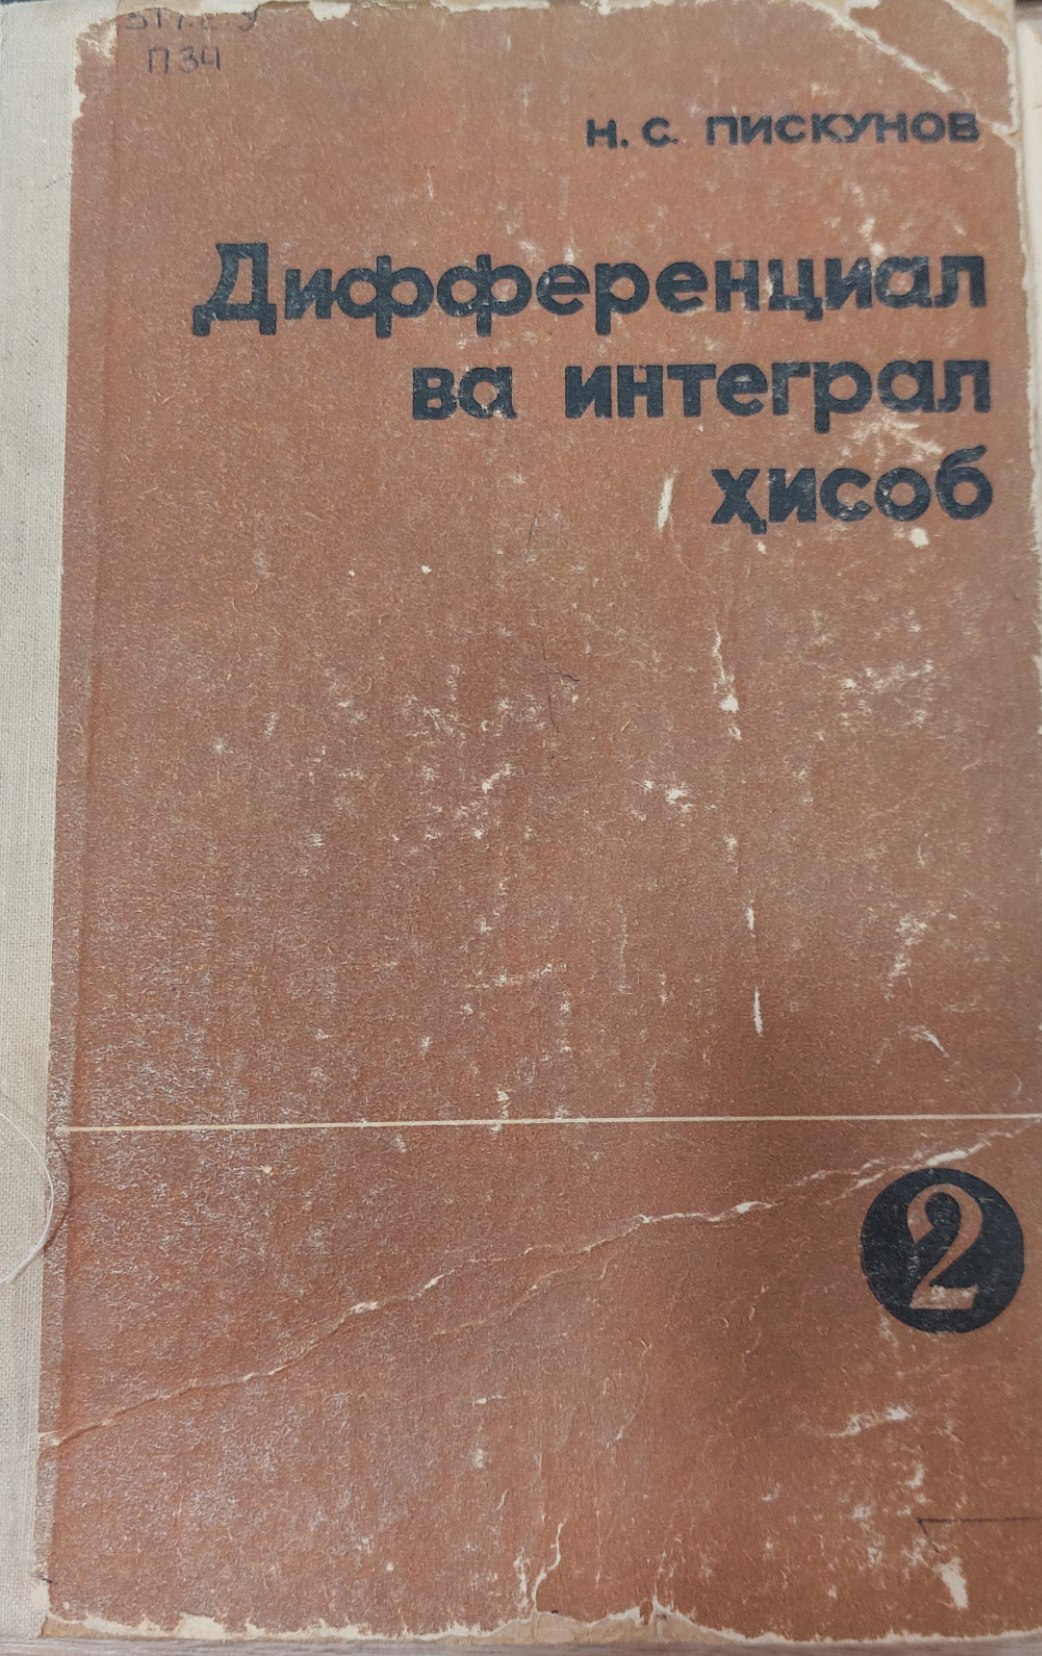 П34
Н. С. ПИСКУНОВ
Дифференциал
ва интеграл
ҳисоб
2